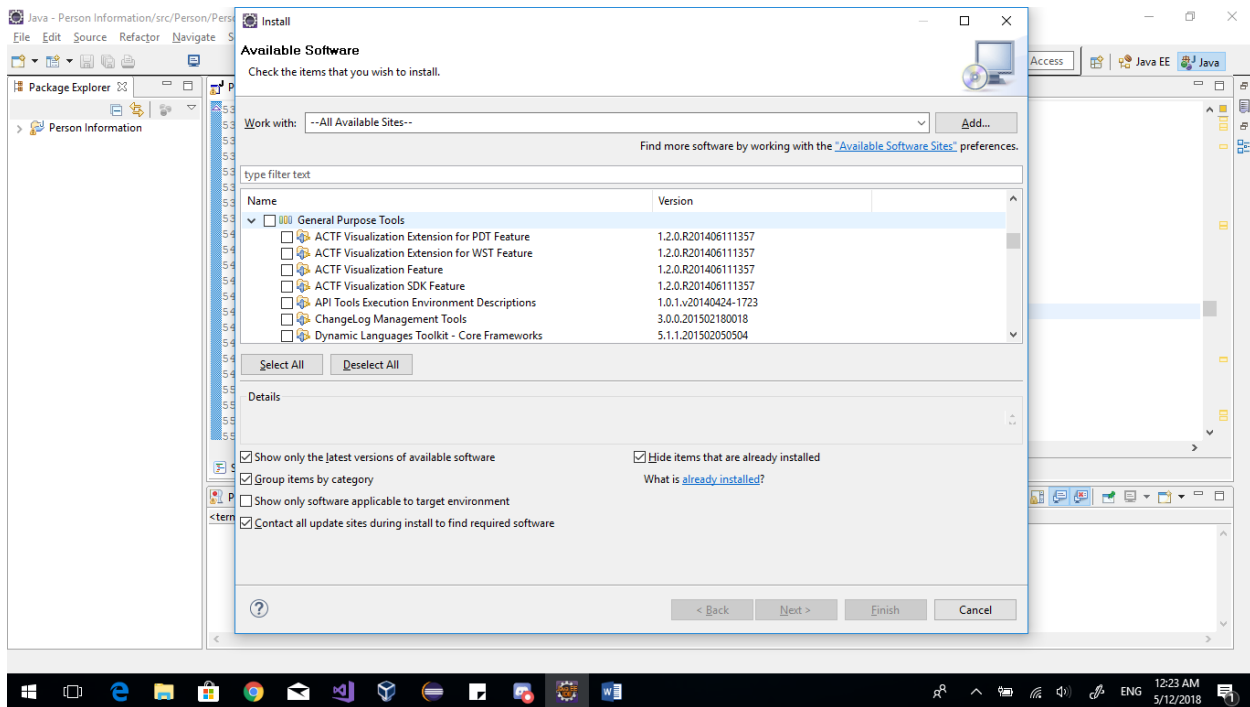 Java - Person Information/src/Person/Pers
File Edit Source Refactor Navigate S
Install
Available Software
Check the items that you wish to install.
Access
Java EE
Java
Package Explorer
Person Information
Work with: --All Available Sites--
Add...
Find more software by working with the "Available Software Sites" preferences.
type filter text
Name Version
General Purpose Tools
ACTF Visualization Extension for PDT Feature 1.2.0.R201406111357
ACTF Visualization Extension for WST Feature 1.2.0.R201406111357
ACTF Visualization Feature 1.2.0.R201406111357
ACTF Visualization SDK Feature 1.2.0.R201406111357
API Tools Execution Environment Descriptions 1.0.1.v20140424-1723
ChangeLog Management Tools 3.0.0.201502180018
Dynamic Languages Toolkit - Core Frameworks 5.1.1.201502050504
Select All Deselect All
Details
Show only the latest versions of available software
Hide items that are already installed
Group items by category
What is already installed?
Show only software applicable to target environment
Contact all update sites during install to find required software
<tern
< Back Next > Finish Cancel
ENG
12:23 AM
5/12/2018